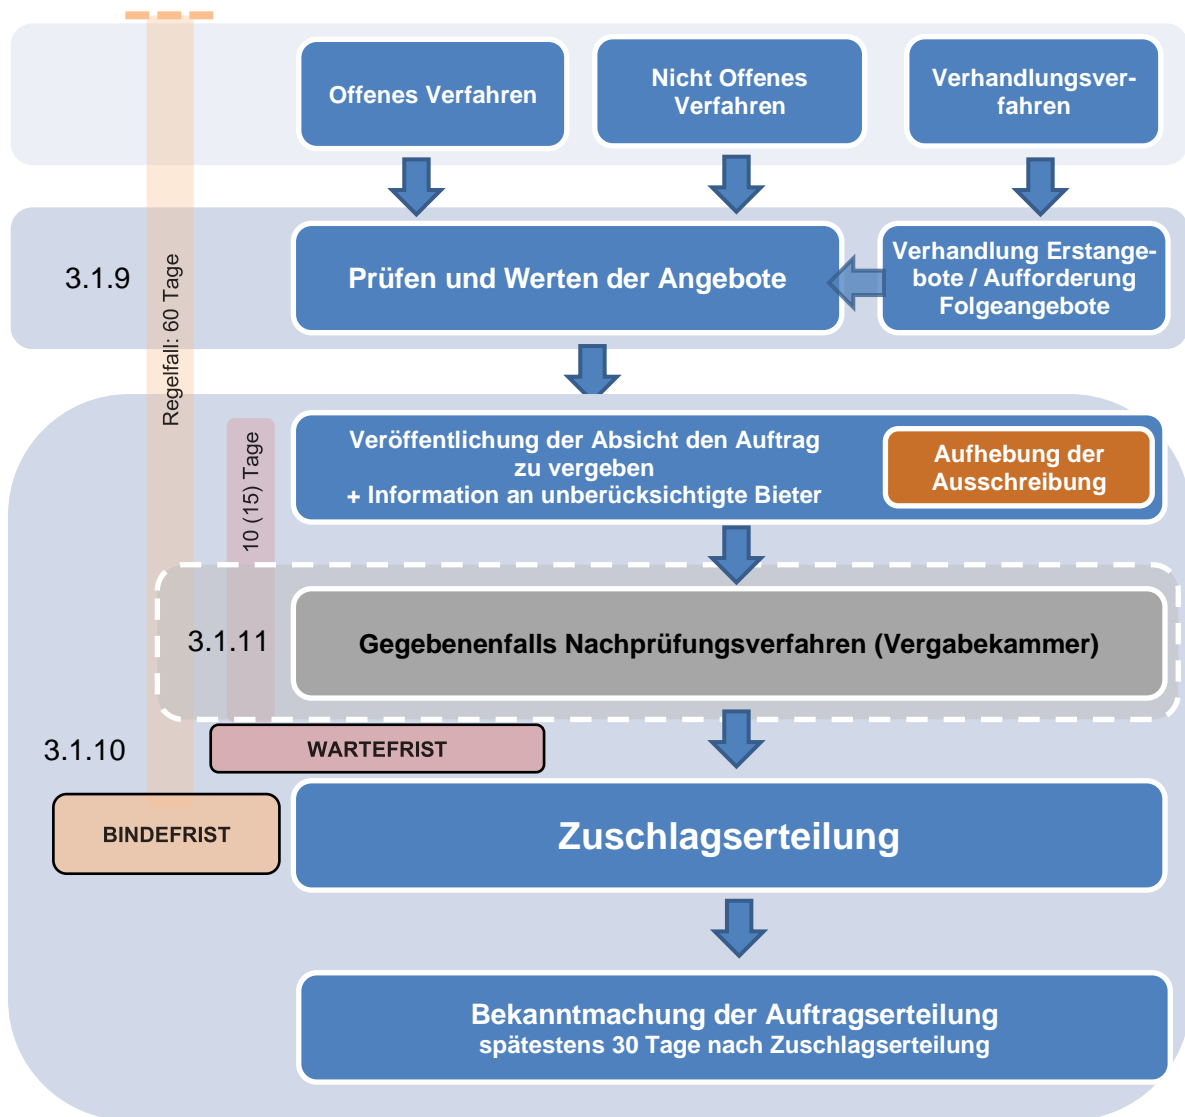 Offenes Verfahren
Nicht Offenes
Verfahren
Verhandlungsver-
fahren
3.1.9
Regelfall: 60 Tage
Prüfen und Werten der Angebote
Verhandlung Erstange-
bote / Aufforderung
Folgeangebote
10 (15) Tage
Veröffentlichung der Absicht den Auftrag
zu vergeben
+ Information an unberücksichtigte Bieter
Aufhebung der
Ausschreibung
3.1.11
Gegebenenfalls Nachprüfungsverfahren (Vergabekammer)
3.1.10
WARTEFRIST
BINDEFRIST
Zuschlagserteilung
Bekanntmachung der Auftragserteilung
spätestens 30 Tage nach Zuschlagserteilung